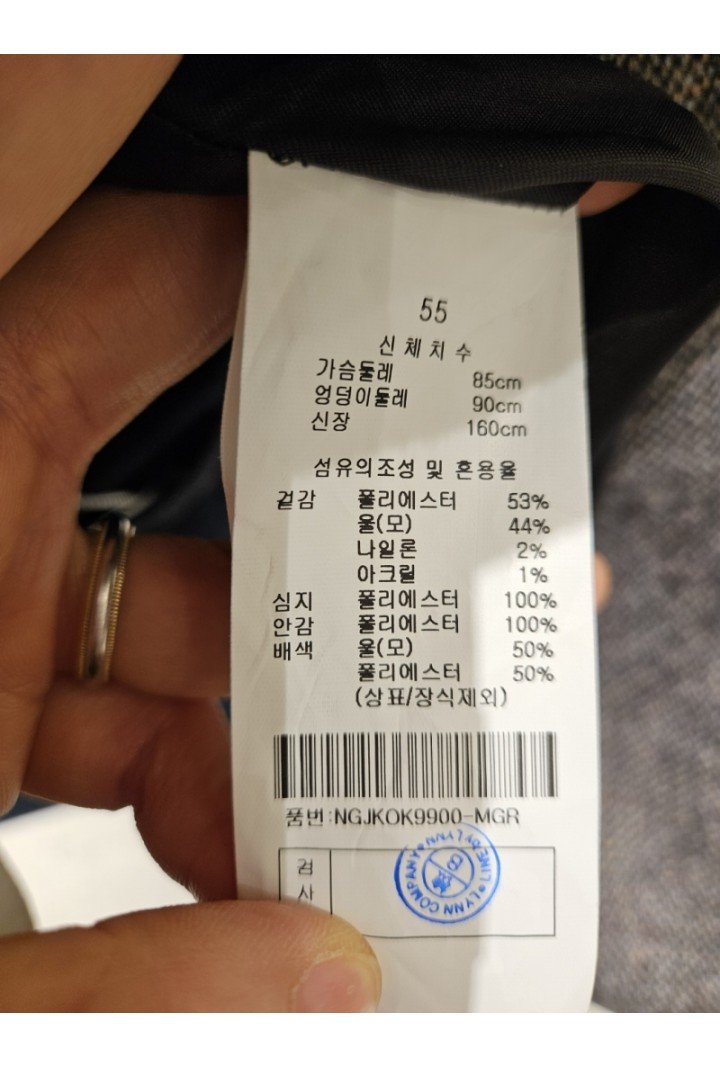 55
신체치수
가슴둘레 85cm
엉덩이둘레 90cm
신장 160cm
섬유의조성 및 혼용율
겉감 폴리에스터 53%
울(모) 44%
나일론 2%
아크릴 1%
심지 폴리에스터 100%
안감 폴리에스터 100%
배색 울(모) 50%
폴리에스터 50%
(상표/장식제외)
품번:NGJKOK9900-MGR
검사
LINEbyLYNN LYNN COMPANY